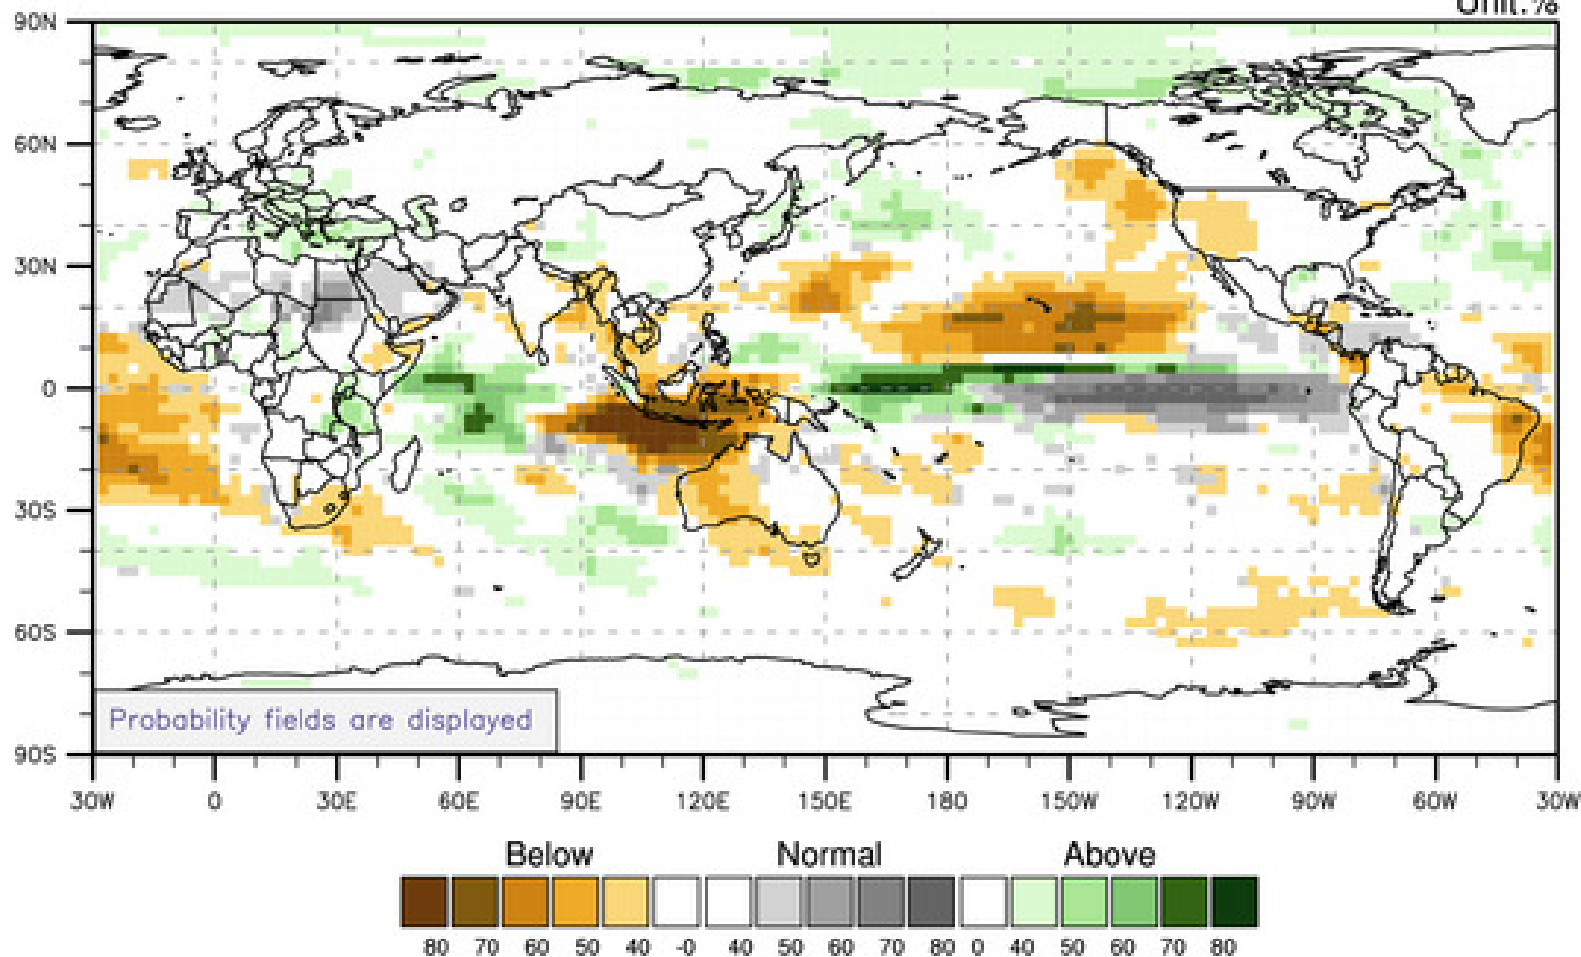 Unit: %
90N
60N
30N
0
30S
60S
90S
Probability fields are displayed
30W 0 30E 60E 90E 120E 150E 180 150W 120W 90W 60W 30W
Below Normal Above
80 70 60 50 40 -0 40 50 60 70 80 0 40 50 60 70 80